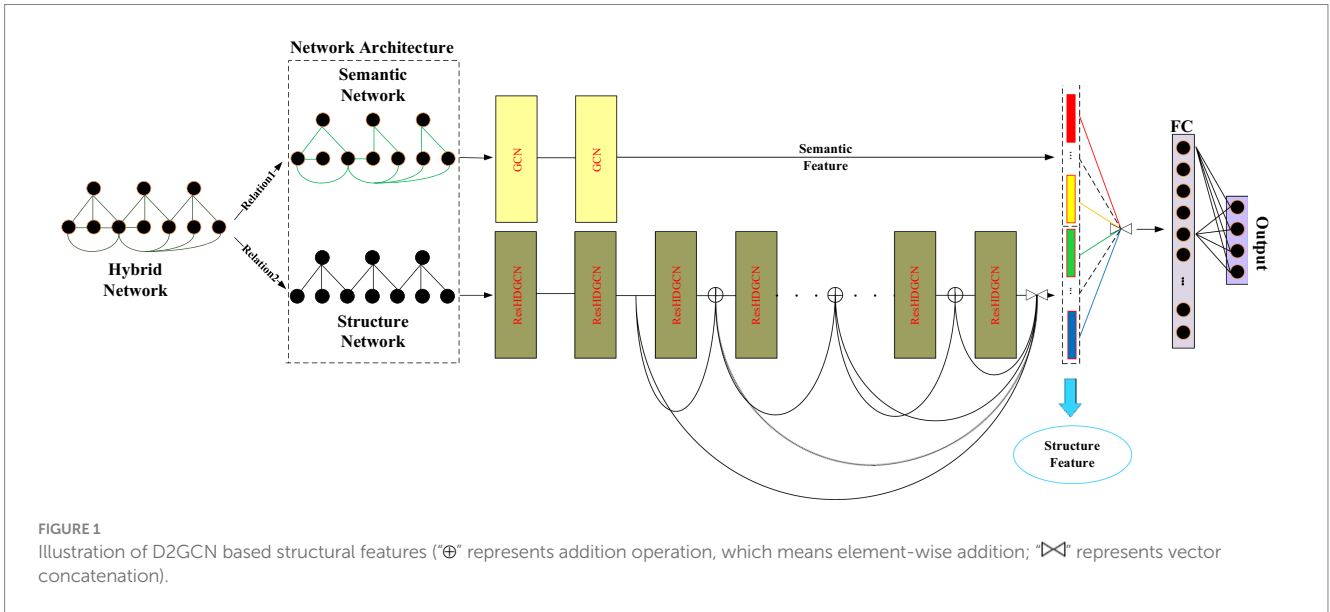 Network Architecture
Semantic
Network
Relation1
Hybrid
Network
Relation2
Structure
Network
GCN
GCN
Semantic
Feature
ResHDGCN
ResHDGCN
ResHDGCN
ResHDGCN
ResHDGCN
ResHDGCN
FC
Output
Structure
Feature
FIGURE 1
Illustration of D2GCN based structural features ("⊕" represents addition operation, which means element-wise addition; "⋈" represents vector
concatenation).